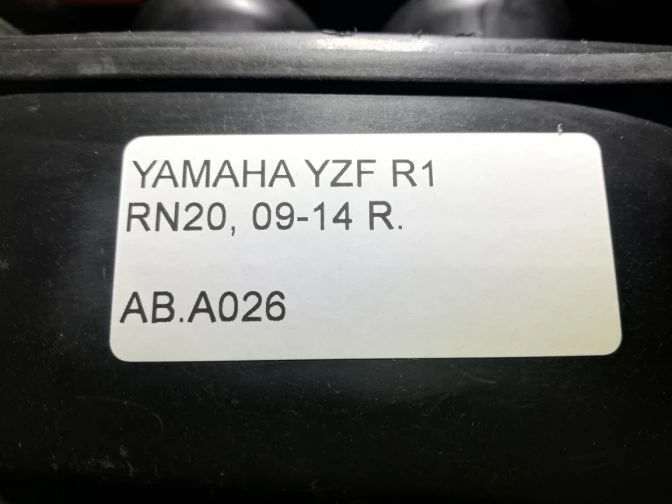 YAMAHA YZF R1
RN20, 09-14 R.
AB.A026